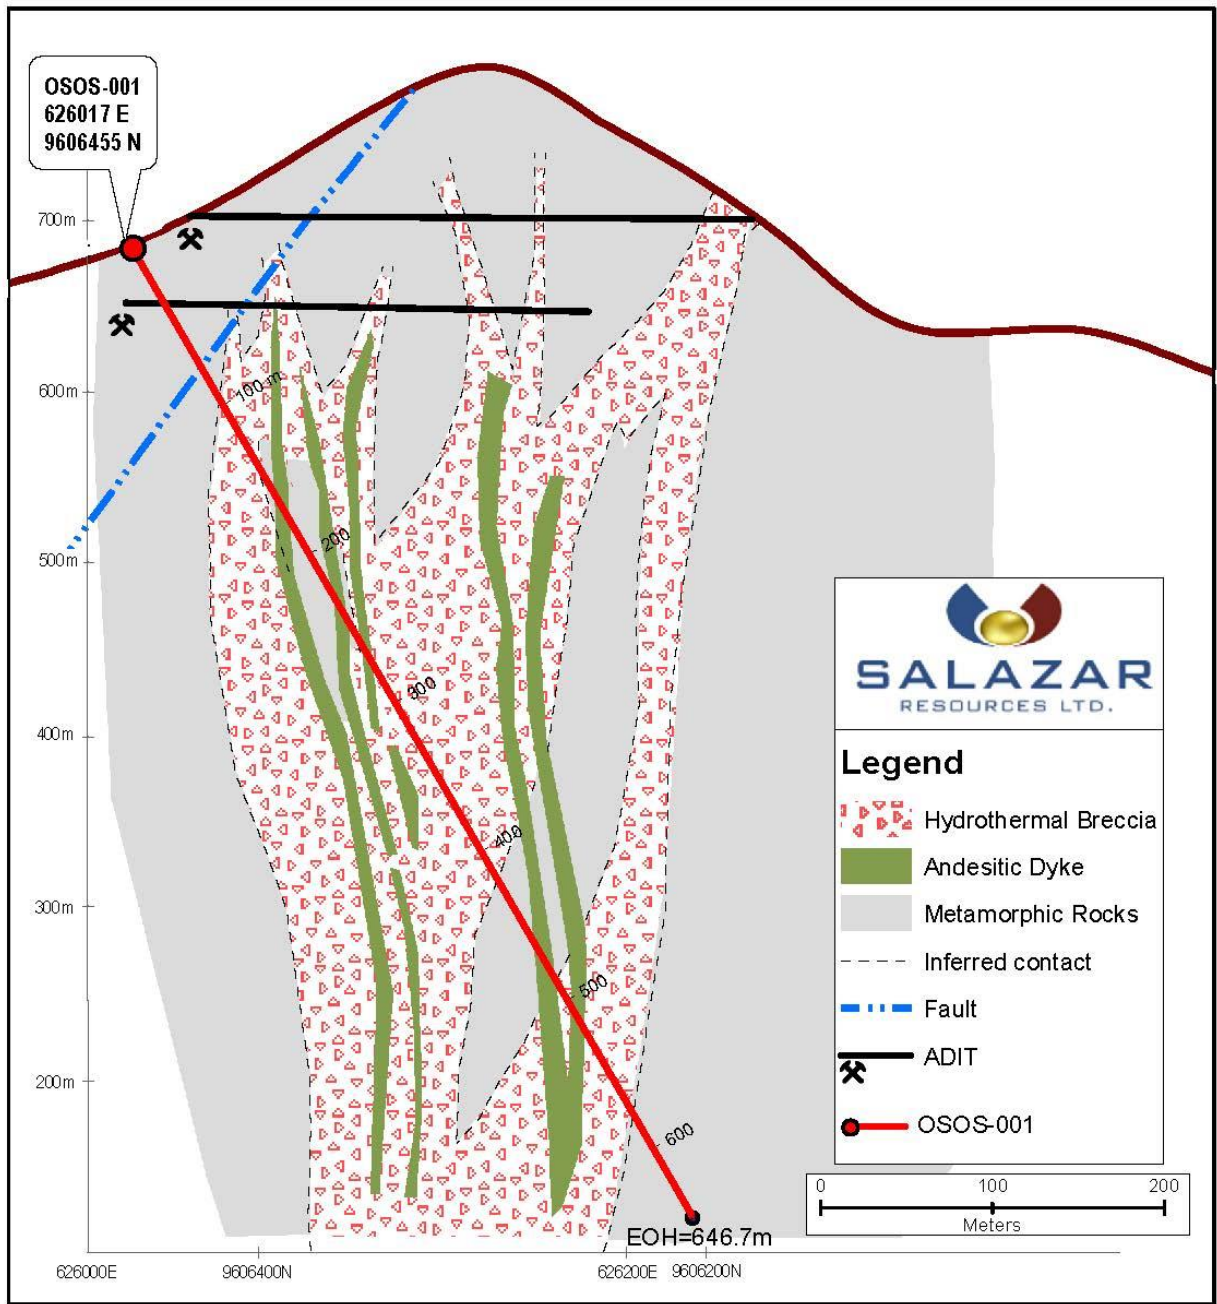 OSOS-001
626017 E
9606455 N
700m
600m
500m
400m
300m
200m
100 m
200
300
400
500
600
EOH=646.7m
626000E
9606400N
626200E
9606200N
SALAZAR
RESOURCES LTD.
Legend
Hydrothermal Breccia
Andesitic Dyke
Metamorphic Rocks
Inferred contact
Fault
ADIT
OSOS-001
0 100 200
Meters